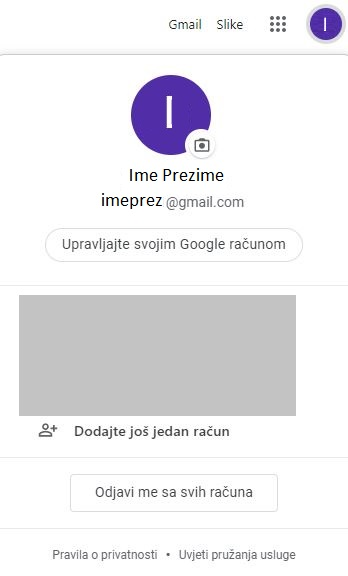 Gmail Slike I
I
Ime Prezime
imeprez @gmail.com
Upravljajte svojim Google računom
Dodajte još jedan račun
Odjavi me sa svih računa
Pravila o privatnosti • Uvjeti pružanja usluge